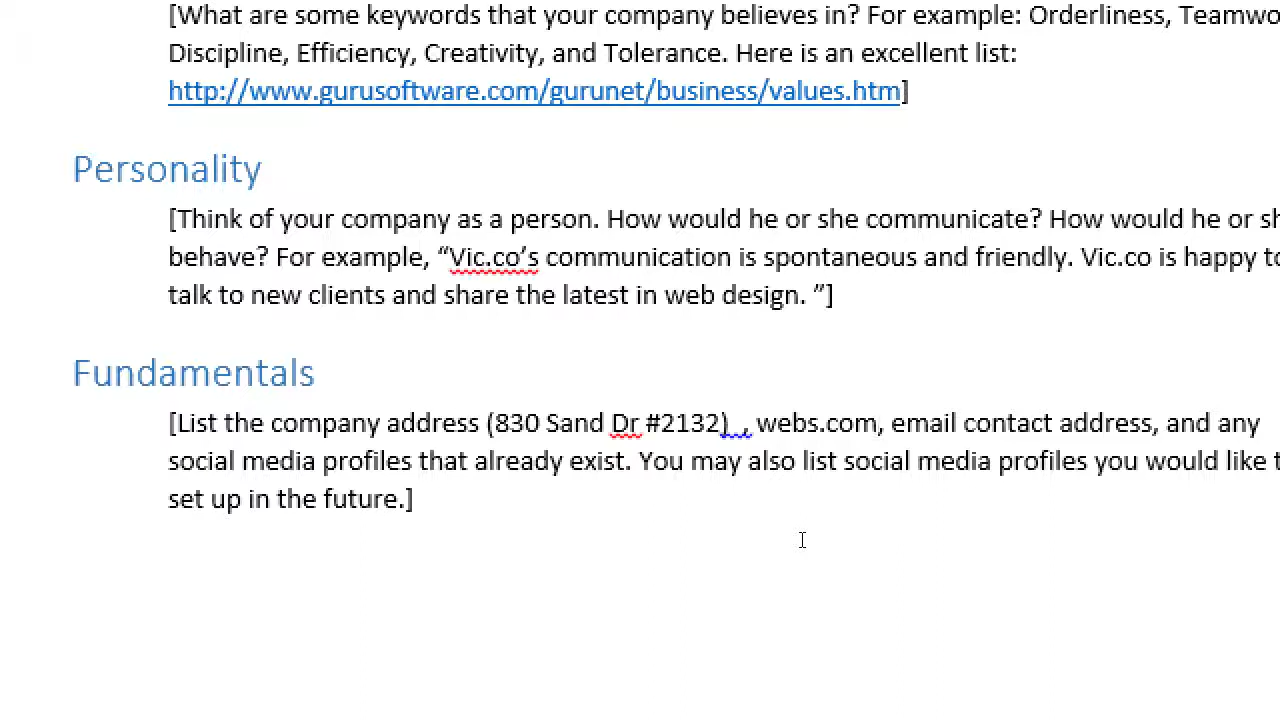 [What are some keywords that your company believes in? For example: Orderliness, Teamwo
Discipline, Efficiency, Creativity, and Tolerance. Here is an excellent list:
http://www.gurusoftware.com/gurunet/business/values.htm]
Personality
[Think of your company as a person. How would he or she communicate? How would he or sh
behave? For example, “Vic.co’s communication is spontaneous and friendly. Vic.co is happy to
talk to new clients and share the latest in web design. ”]
Fundamentals
[List the company address (830 Sand Dr #2132) , webs.com, email contact address, and any
social media profiles that already exist. You may also list social media profiles you would like t
set up in the future.]